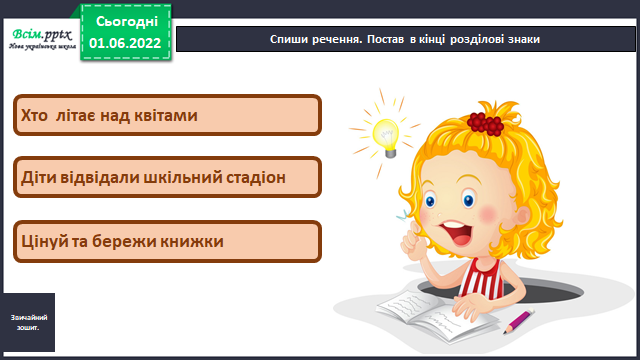 Всім.pptx
Нова українська школа
Сьогодні
01.06.2022
Спиши речення. Постав в кінці розділові знаки
Хто літає над квітами
Діти відвідали шкільний стадіон
Цінуй та бережи книжки
Звичайний
зошит.